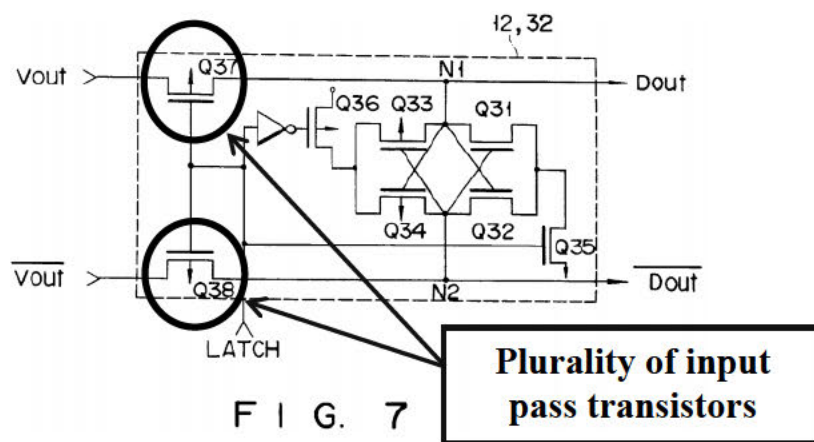 12,32
Vout
Q37
N1
Dout
Q36
Q33
Q31
Q34
Q32
Q35
Vout
Q38
N2
Dout
LATCH
FIG. 7
Plurality of input
pass transistors